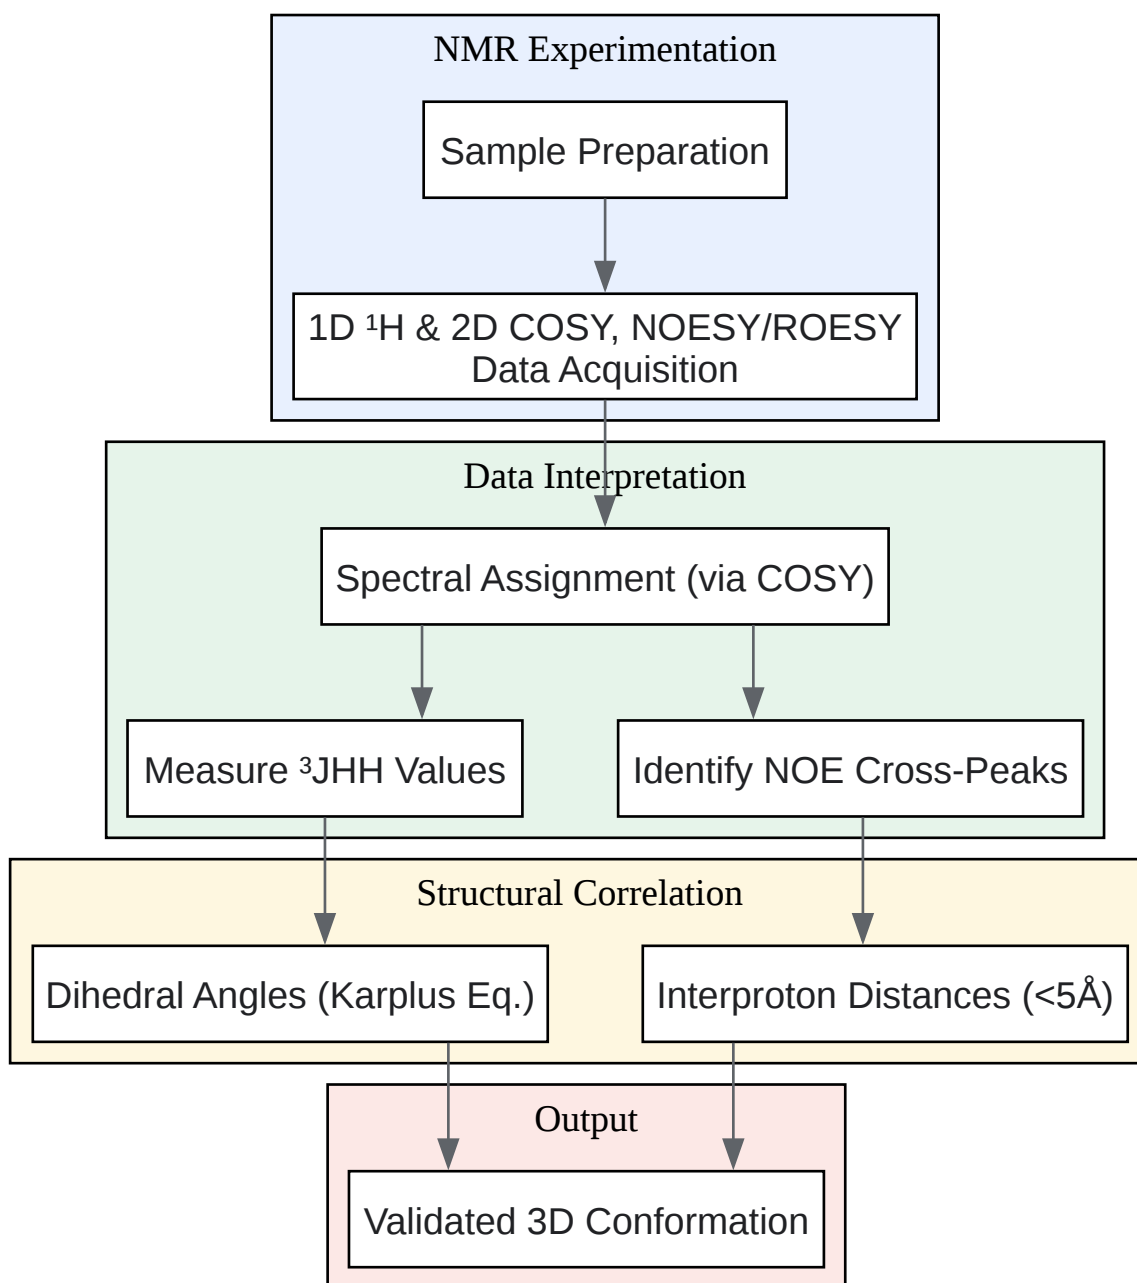 NMR Experimentation
Sample Preparation
1D ¹H & 2D COSY, NOESY/ROESY
Data Acquisition
Data Interpretation
Spectral Assignment (via COSY)
Measure ³JHH Values
Identify NOE Cross-Peaks
Structural Correlation
Dihedral Angles (Karplus Eq.)
Interproton Distances (<5Å)
Output
Validated 3D Conformation